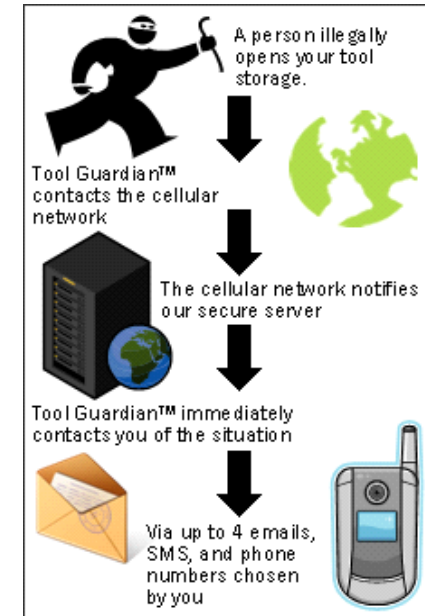 A person illegally
opens your tool
storage.
Tool Guardian™
contacts the cellular
network
The cellular network notifies
our secure server
Tool Guardian™ immediately
contacts you of the situation
Via up to 4 emails,
SMS, and phone
numbers chosen
by you